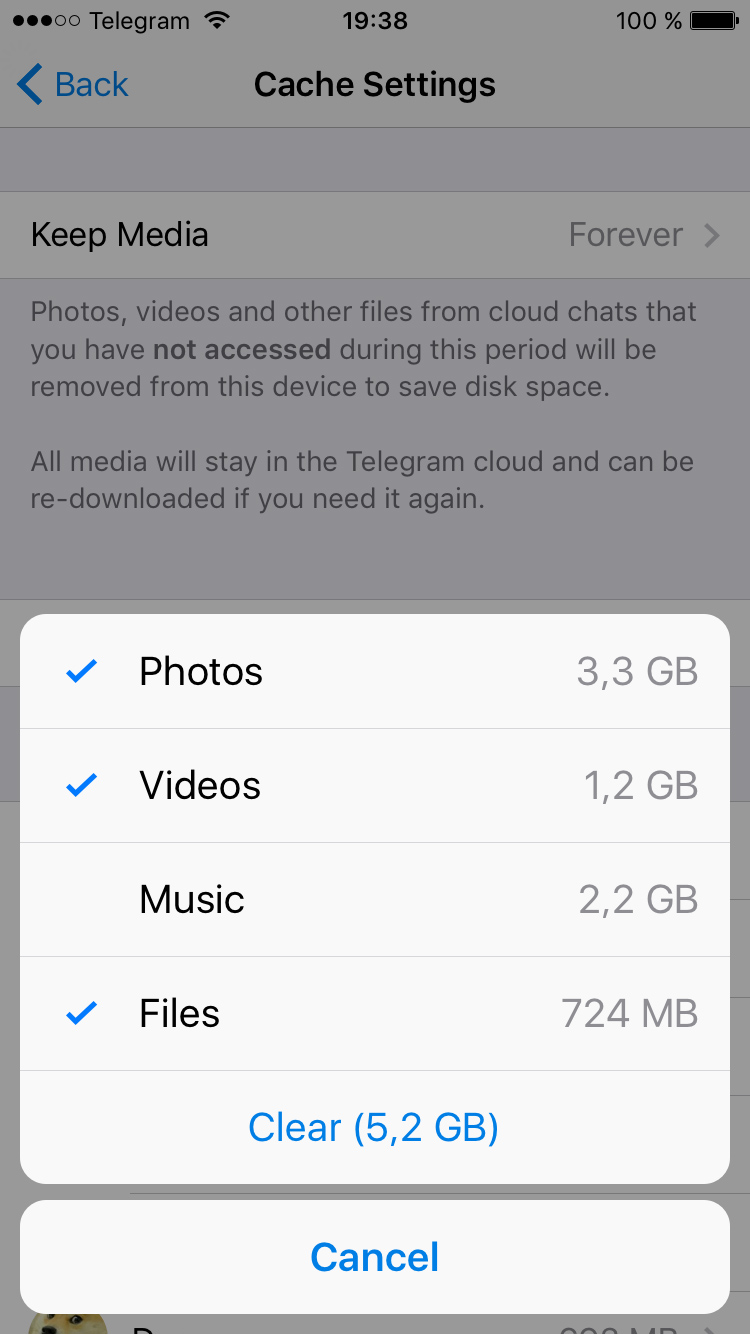 Telegram 19:38 100 %
Back Cache Settings
Keep Media Forever
Photos, videos and other files from cloud chats that
you have not accessed during this period will be
removed from this device to save disk space.
All media will stay in the Telegram cloud and can be
re-downloaded if you need it again.
Photos 3,3 GB
Videos 1,2 GB
Music 2,2 GB
Files 724 MB
Clear (5,2 GB)
Cancel